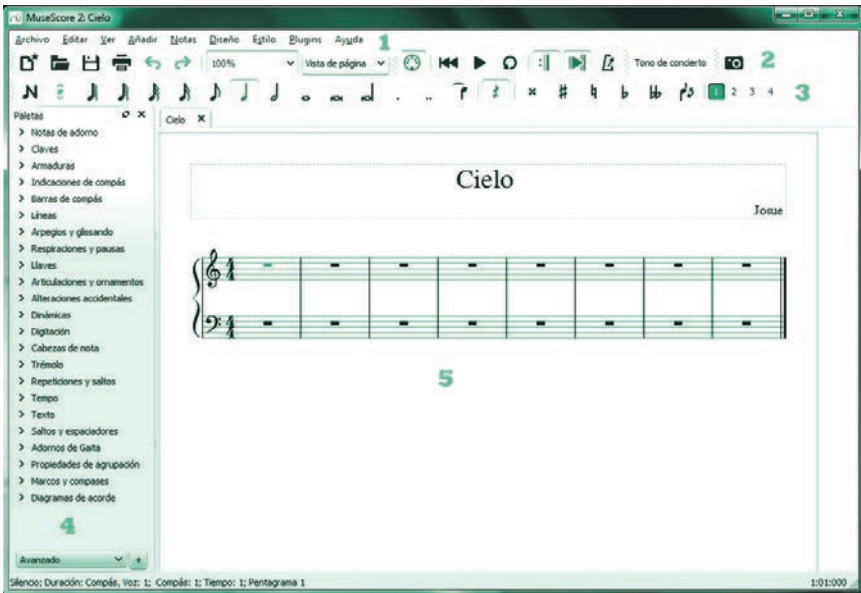 MuseScore 2: Cielo
Archivo Editar Ver Añadir Notas Diseño Estilo Plugins Ayuda 1
100% Vista de página Tono de concierto 2
1 2 3 4 3
Paletas
Cielo
Notas de adorno
Claves
Armaduras
Indicaciones de compás
Barras de compás
Líneas
Arpegios y glissando
Respiraciones y pausas
Llaves
Articulaciones y ornamentos
Alteraciones accidentales
Dinámicas
Digitación
Cabezas de nota
Trémolo
Repeticiones y saltos
Tempo
Texto
Saltos y espaciadores
Adornos de Gaita
Propiedades de agrupación
Marcos y compases
Diagramas de acorde
4
Avanzado
Cielo
Josue
5
Silencio; Duración: Compás, Voz: 1; Compás: 1; Tiempo: 1; Pentagrama 1 1:01:000